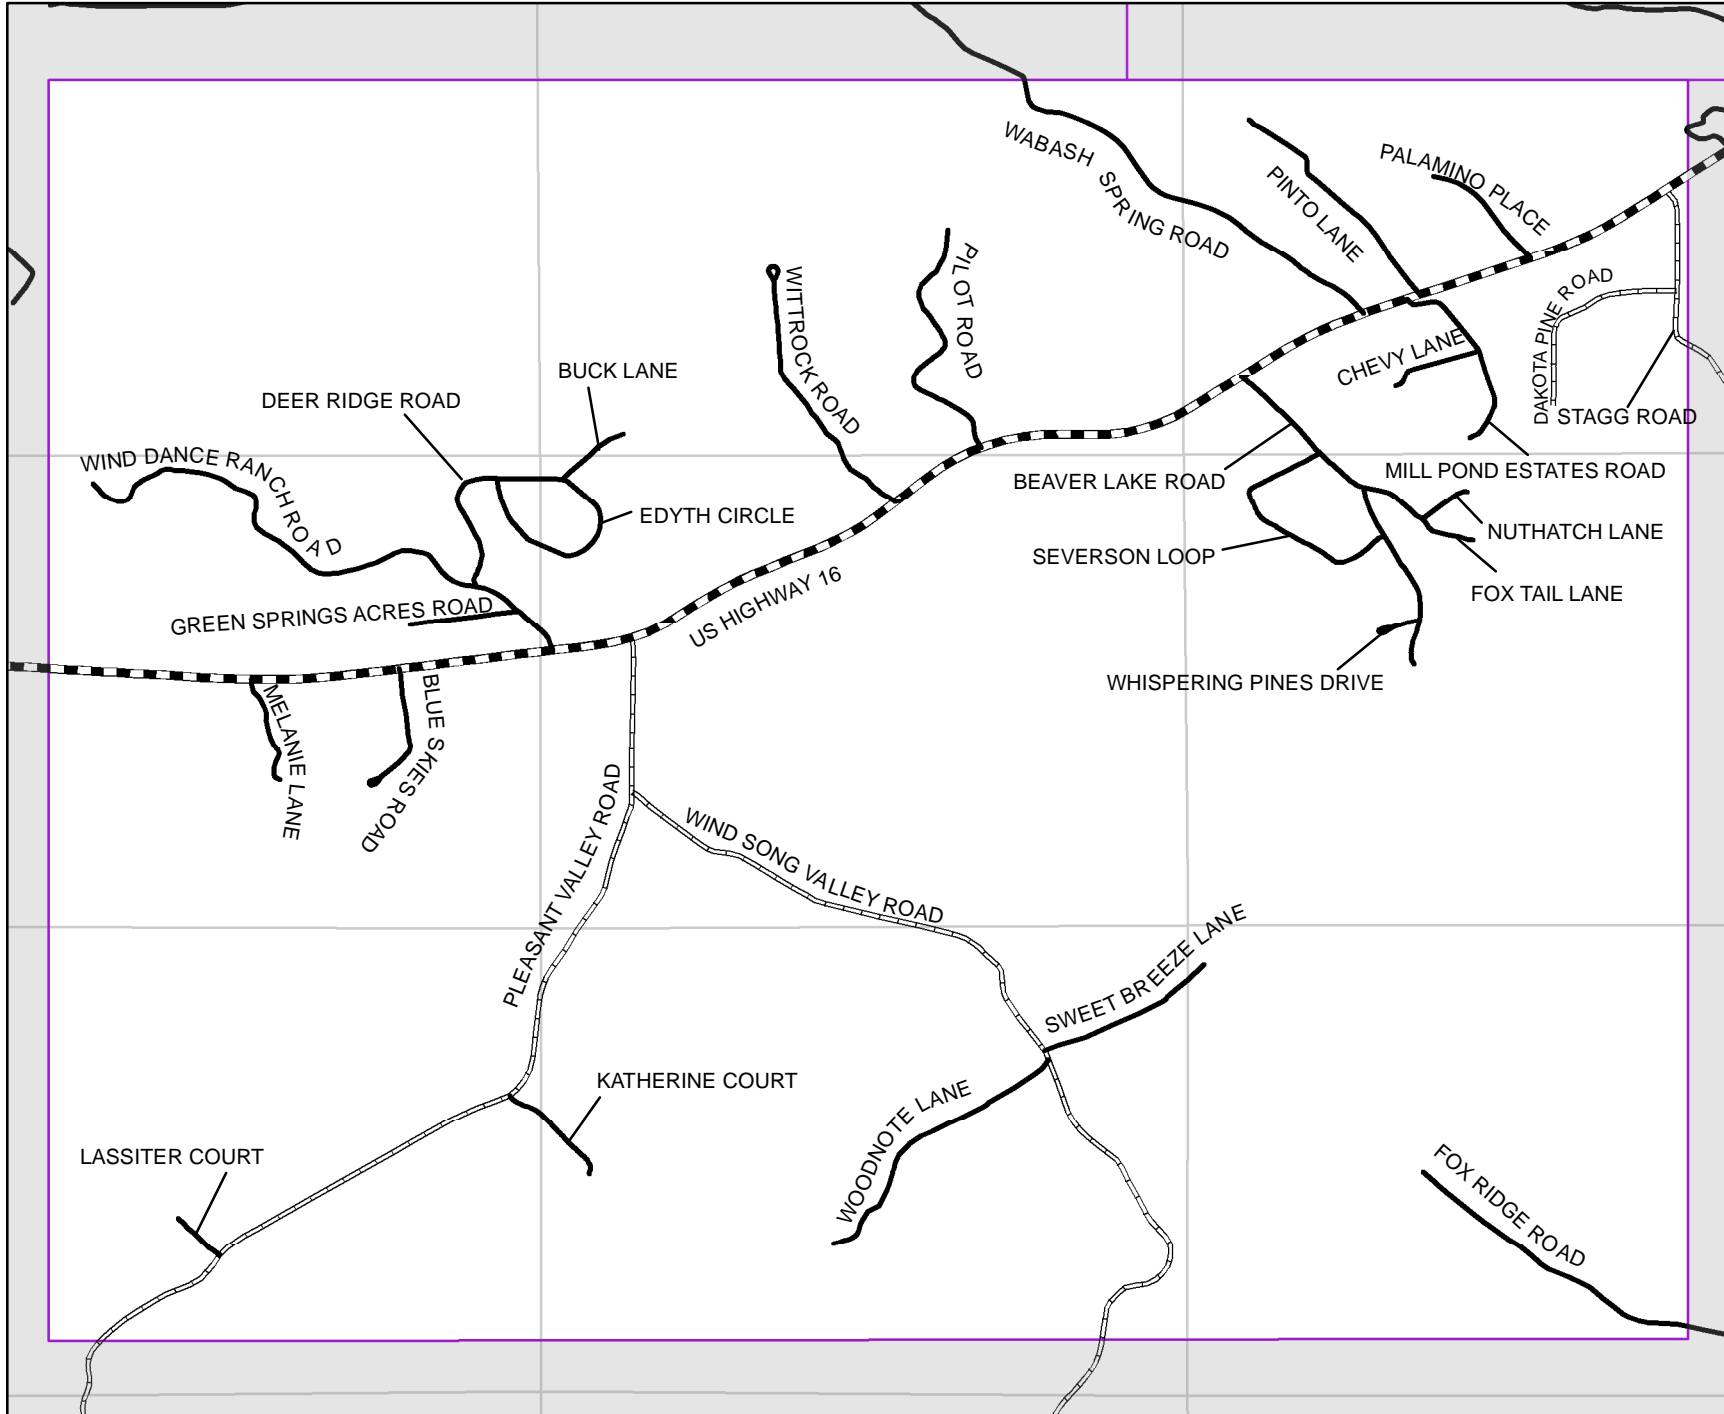 WABASH SPRING ROAD
PALAMINO PLACE
PINTO LANE
PILOT ROAD
WITTROCK ROAD
DAKOTA PINE ROAD
CHEVY LANE
BUCK LANE
DEER RIDGE ROAD
STAGG ROAD
WIND DANCE RANCH ROAD
MILL POND ESTATES ROAD
BEAVER LAKE ROAD
EDYTH CIRCLE
NUTHATCH LANE
SEVERSON LOOP
FOX TAIL LANE
US HIGHWAY 16
GREEN SPRINGS ACRES ROAD
WHISPERING PINES DRIVE
MELANIE LANE
BLUE SKIES ROAD
PLEASANT VALLEY ROAD
WIND SONG VALLEY ROAD
SWEET BREEZE LANE
KATHERINE COURT
WOODNOTE LANE
LASSITER COURT
FOX RIDGE ROAD